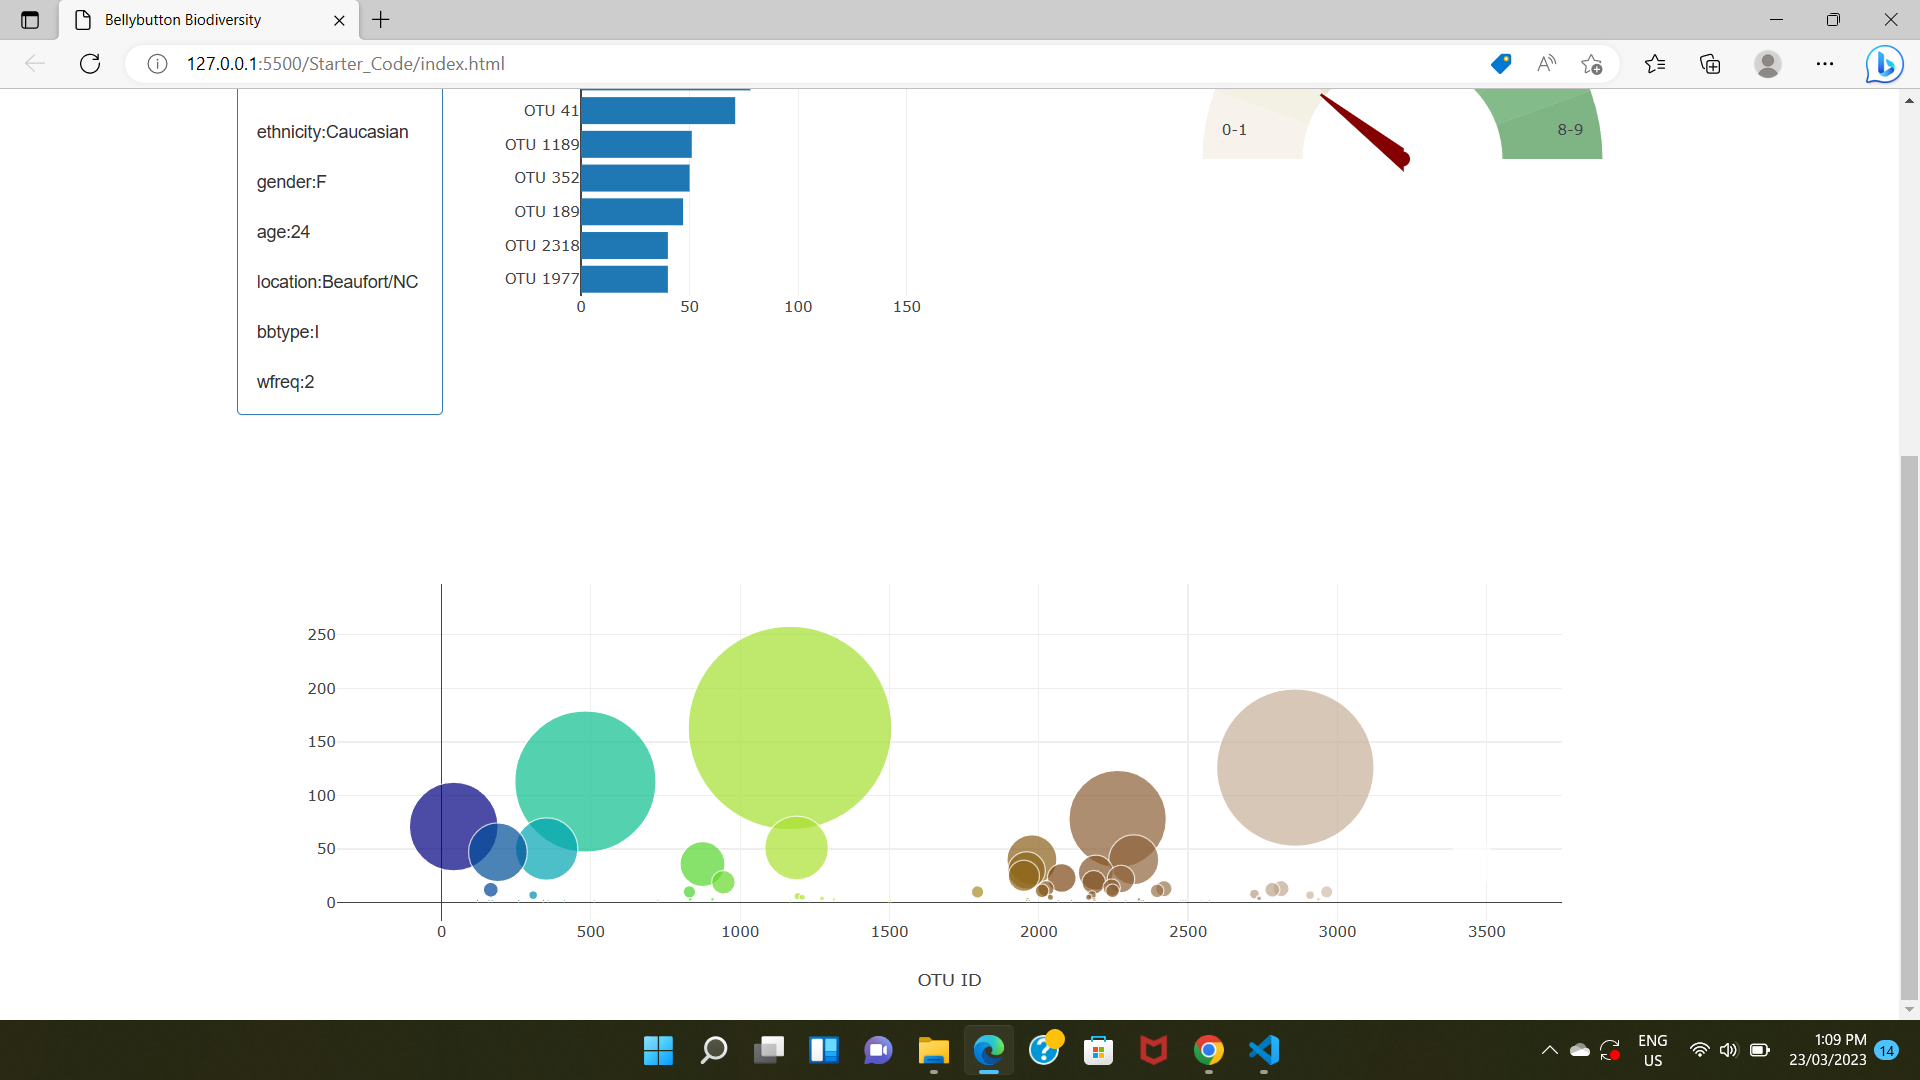 Bellybutton Biodiversity
127.0.0.1:5500/Starter_Code/index.html
ethnicity:Caucasian
gender:F
age:24
location:Beaufort/NC
bbtype:I
wfreq:2
OTU 41
OTU 1189
OTU 352
OTU 189
OTU 2318
OTU 1977
0 50 100 150
0-1 8-9
250
200
150
100
50
0
0 500 1000 1500 2000 2500 3000 3500
OTU ID
ENG
US
1:09 PM
23/03/2023
14